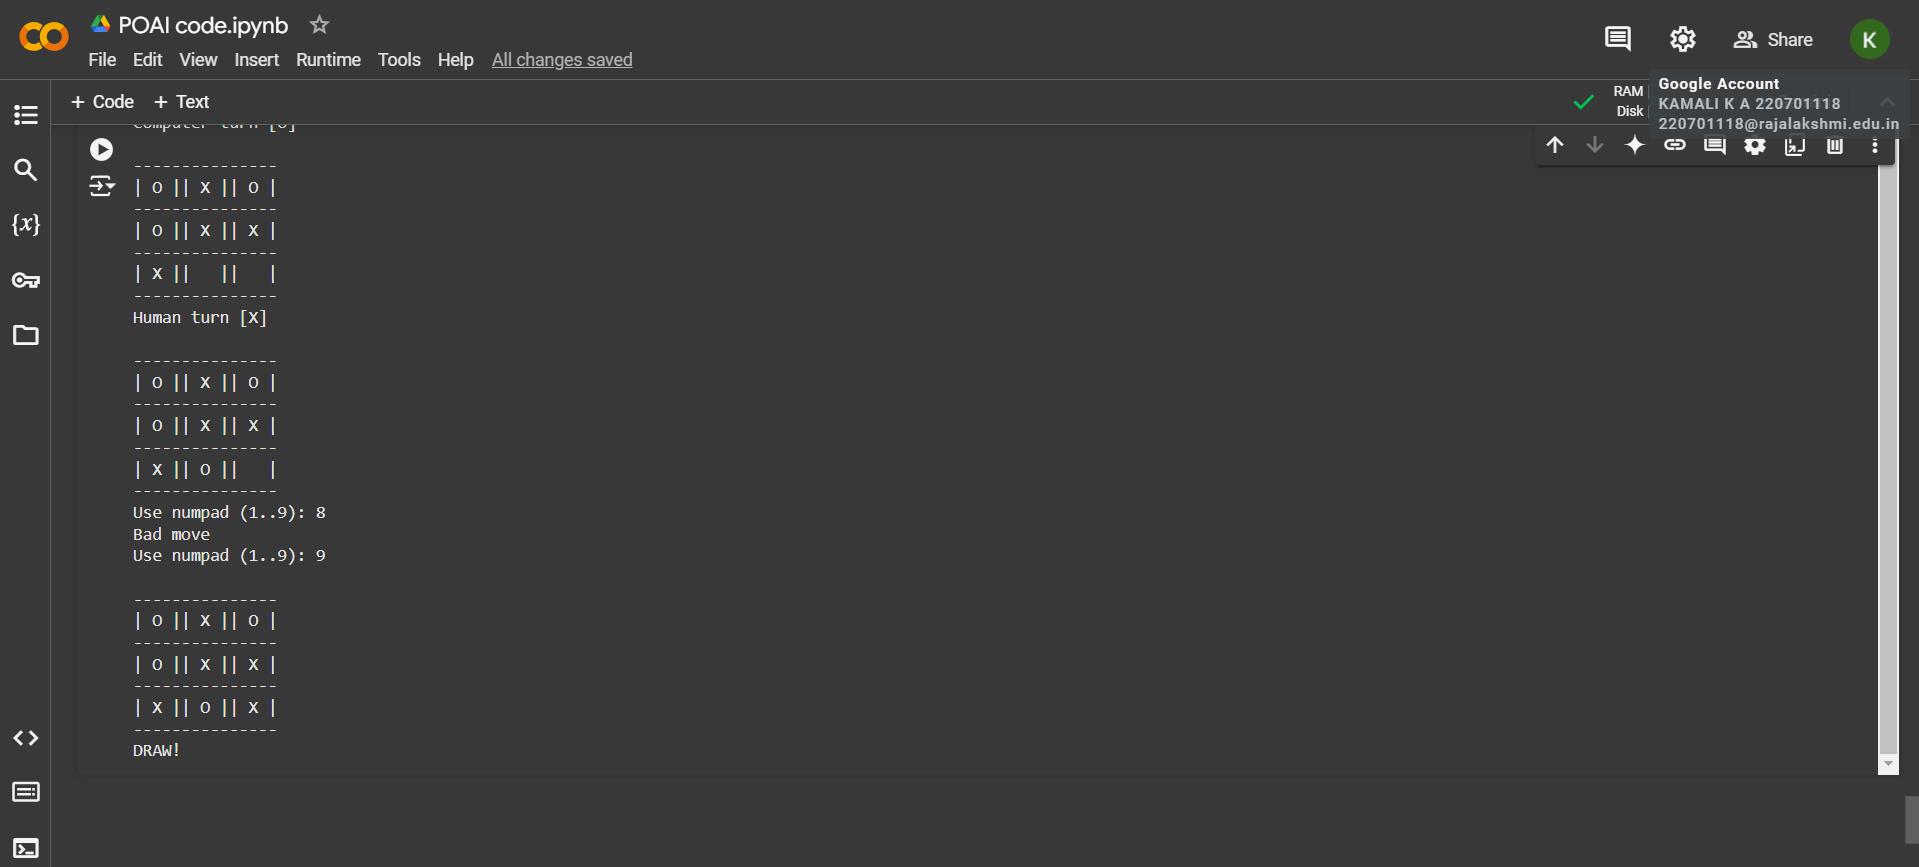 POAI code.ipynb
File Edit View Insert Runtime Tools Help All changes saved
Share
K
+ Code + Text
RAM
Disk
Google Account
KAMALI K A 220701118
220701118@rajalakshmi.edu.in
Computer turn [O]
---------------
| O || X || O |
---------------
| O || X || X |
---------------
| X ||   ||   |
---------------
Human turn [X]
---------------
| O || X || O |
---------------
| O || X || X |
---------------
| X || O ||   |
---------------
Use numpad (1..9): 8
Bad move
Use numpad (1..9): 9
---------------
| O || X || O |
---------------
| O || X || X |
---------------
| X || O || X |
---------------
DRAW!